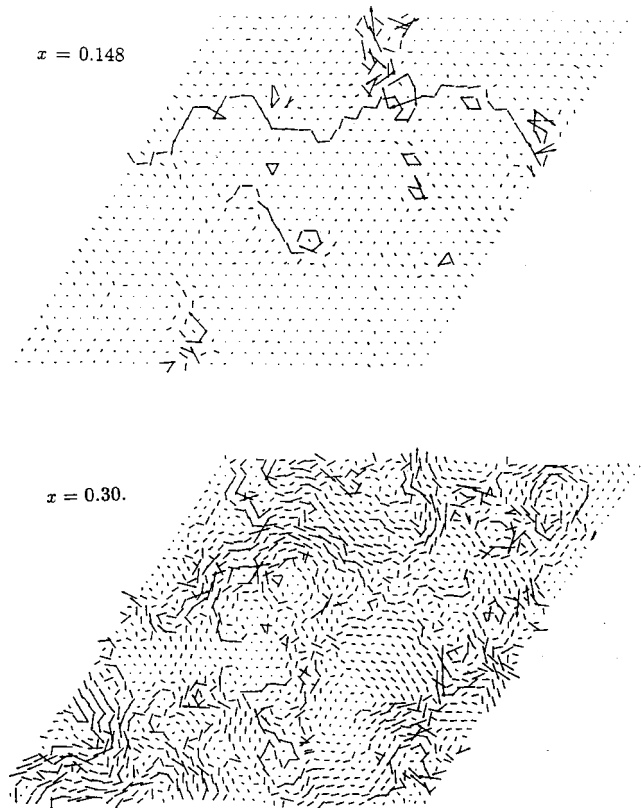 x = 0.148
x = 0.30.